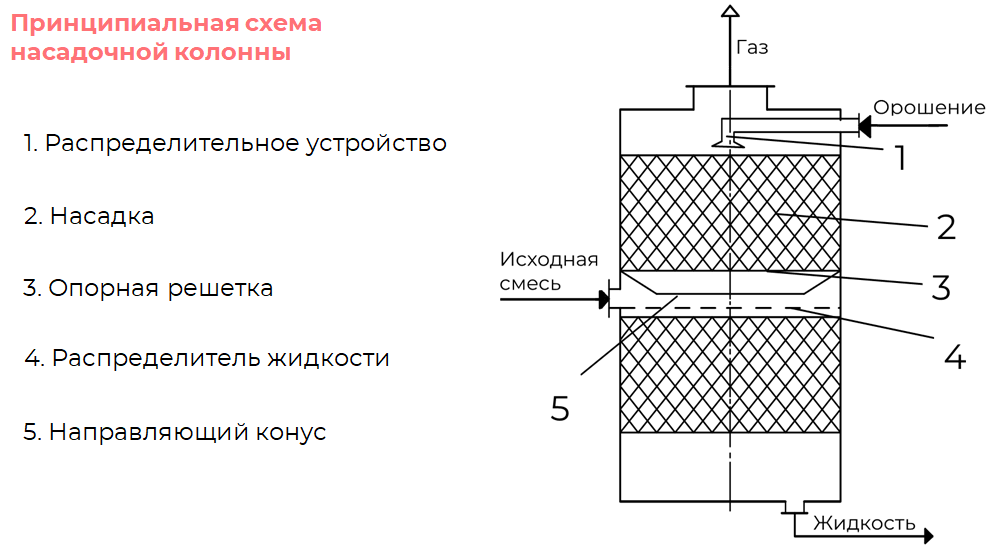 Принципиальная схема
насадочной колонны
1. Распределительное устройство
2. Насадка
3. Опорная решетка
4. Распределитель жидкости
5. Направляющий конус
Газ
Орошение
1
2
Исходная
смесь
3
4
5
Жидкость